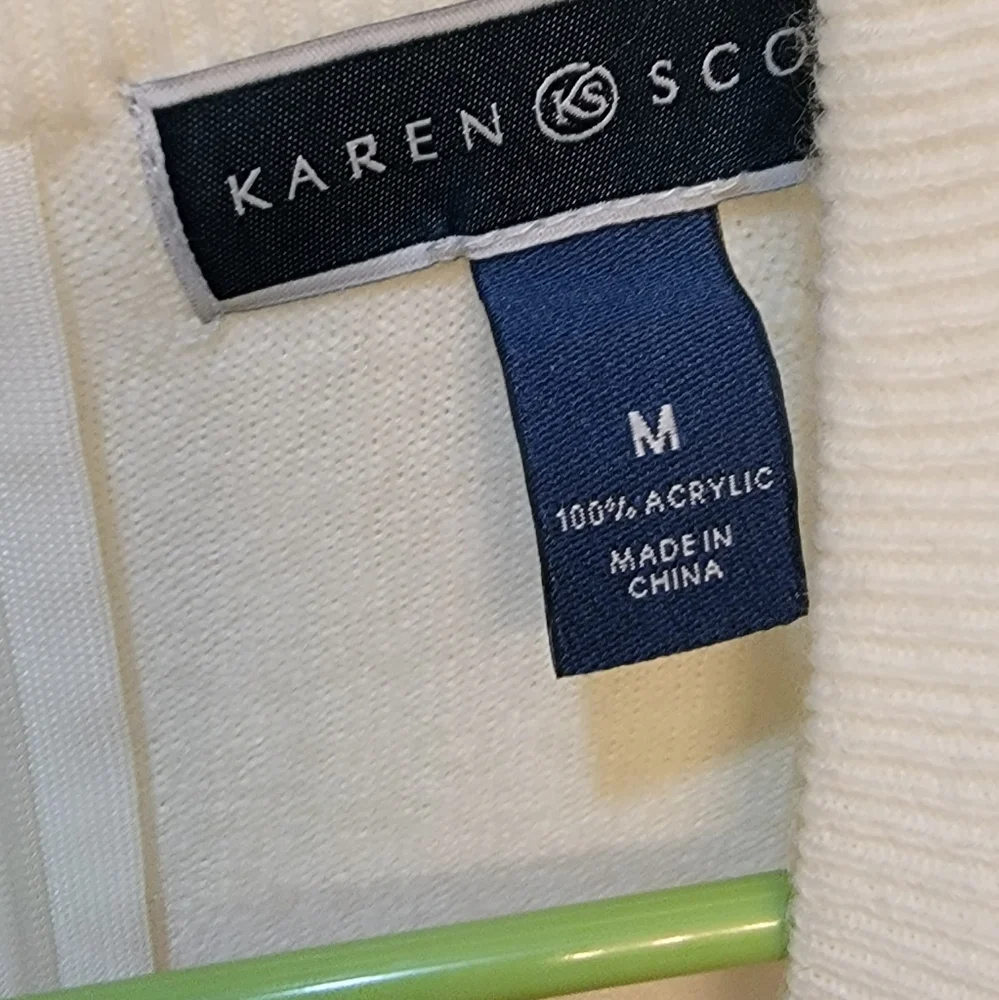 KAREN KS SCO
M
100% ACRYLIC
MADE IN
CHINA